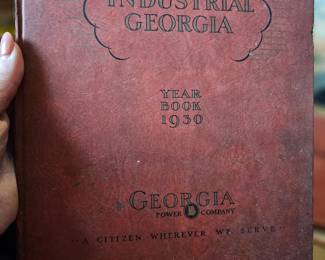 INDUSTRIAL
GEORGIA
YEAR
BOOK
1930
GEORGIA
POWER COMPANY
A CITIZEN WHEREVER WE SERVE